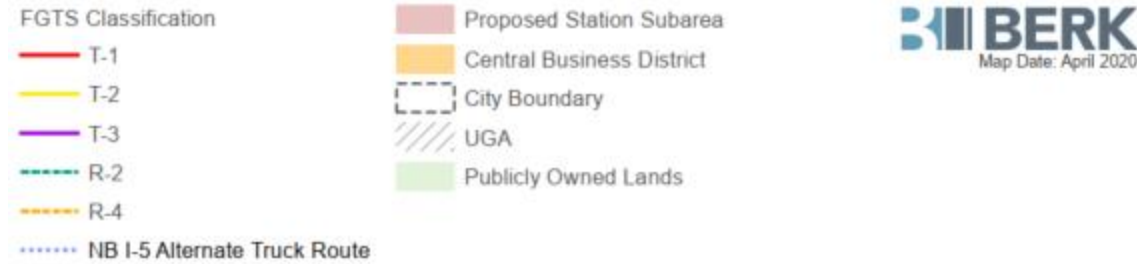 FGTS Classification
T-1
T-2
T-3
R-2
R-4
NB I-5 Alternate Truck Route
Proposed Station Subarea
Central Business District
City Boundary
UGA
Publicly Owned Lands
BERK
Map Date: April 2020